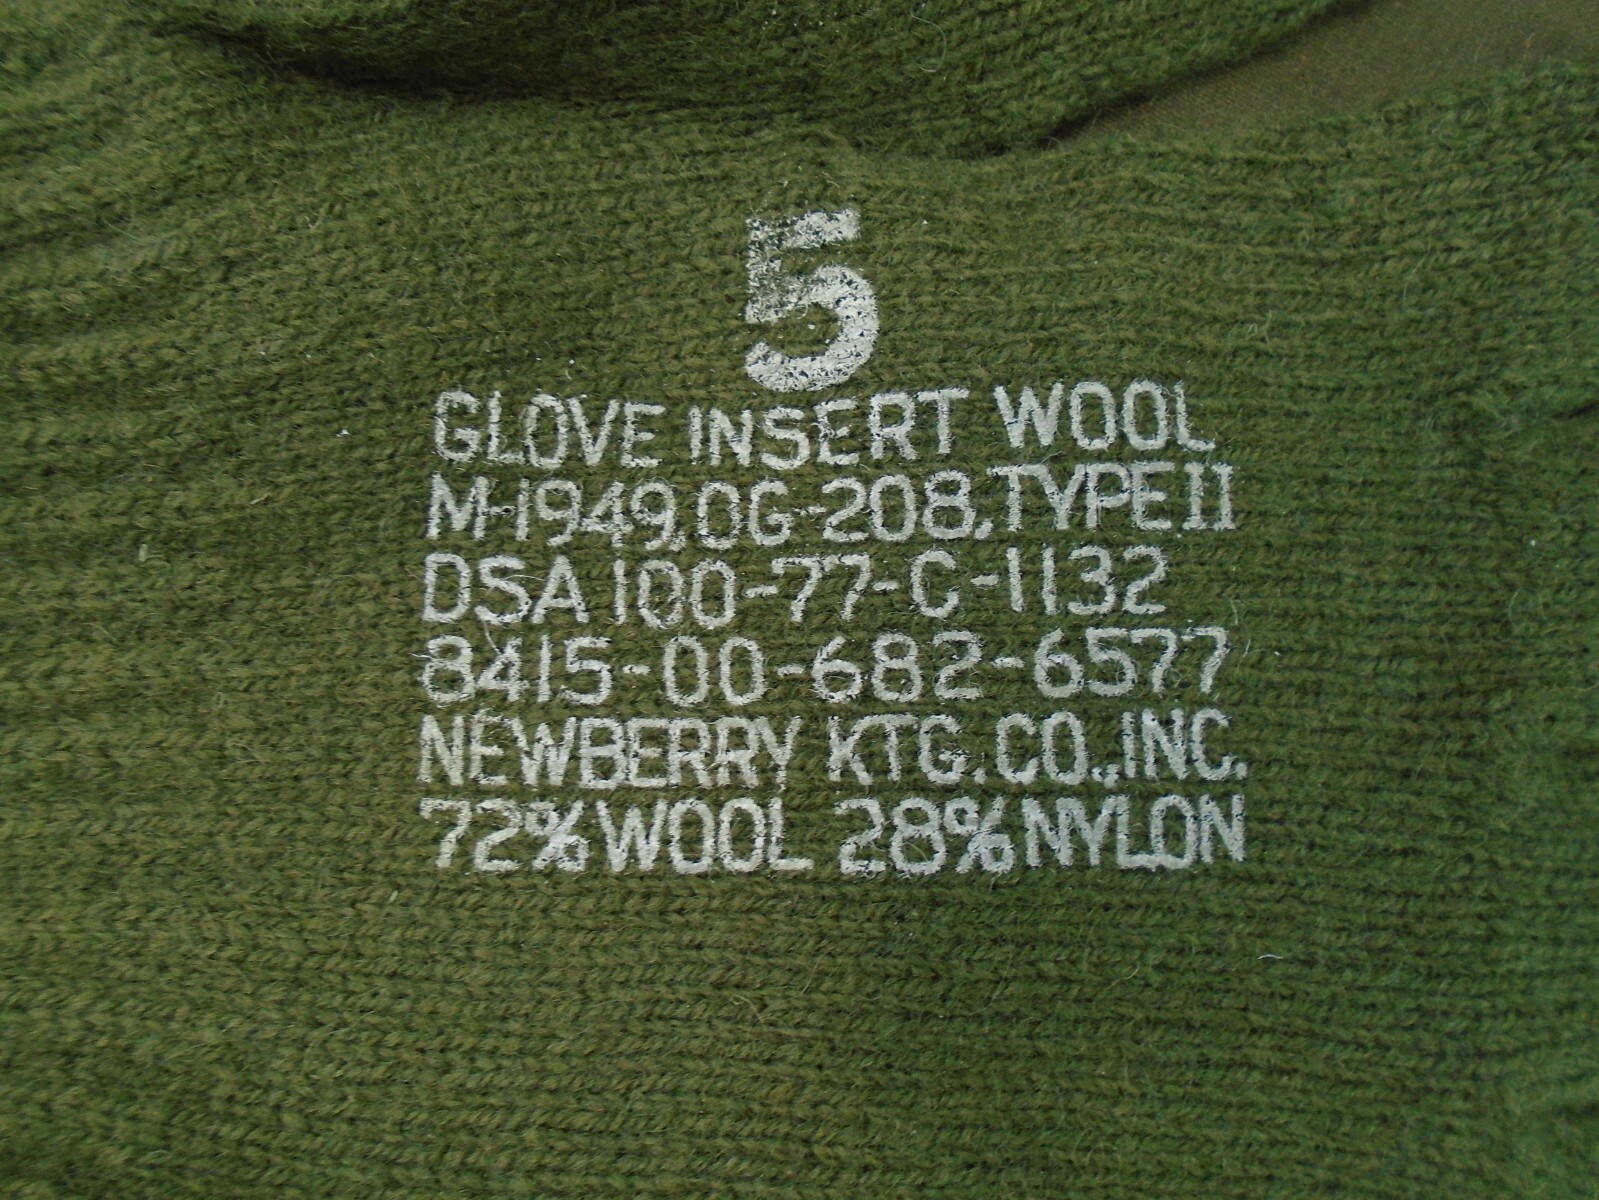 5
GLOVE INSERT WOOL
M-1949,OG-208,TYPE II
DSA 100-77-C-1132
8415-00-682-6577
NEWBERRY KTG.CO.,INC.
72% WOOL 28% NYLON